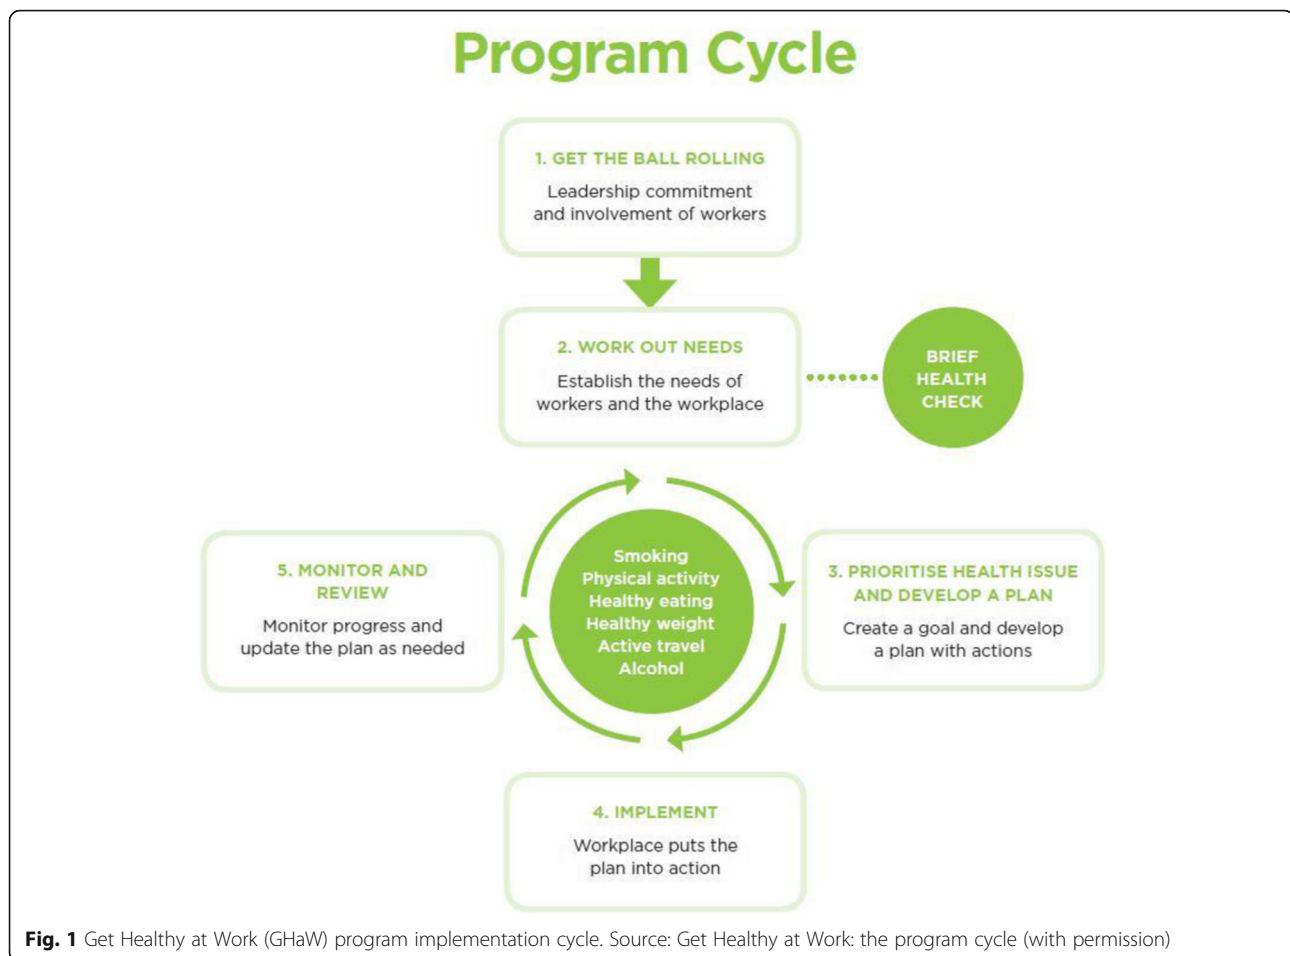 Program Cycle
1. GET THE BALL ROLLING
Leadership commitment
and involvement of workers
2. WORK OUT NEEDS
Establish the needs of
workers and the workplace
BRIEF
HEALTH
CHECK
Smoking
Physical activity
Healthy eating
Healthy weight
Active travel
Alcohol
3. PRIORITISE HEALTH ISSUE
AND DEVELOP A PLAN
Create a goal and develop
a plan with actions
4. IMPLEMENT
Workplace puts the
plan into action
5. MONITOR AND
REVIEW
Monitor progress and
update the plan as needed
Fig. 1 Get Healthy at Work (GHaW) program implementation cycle. Source: Get Healthy at Work: the program cycle (with permission)